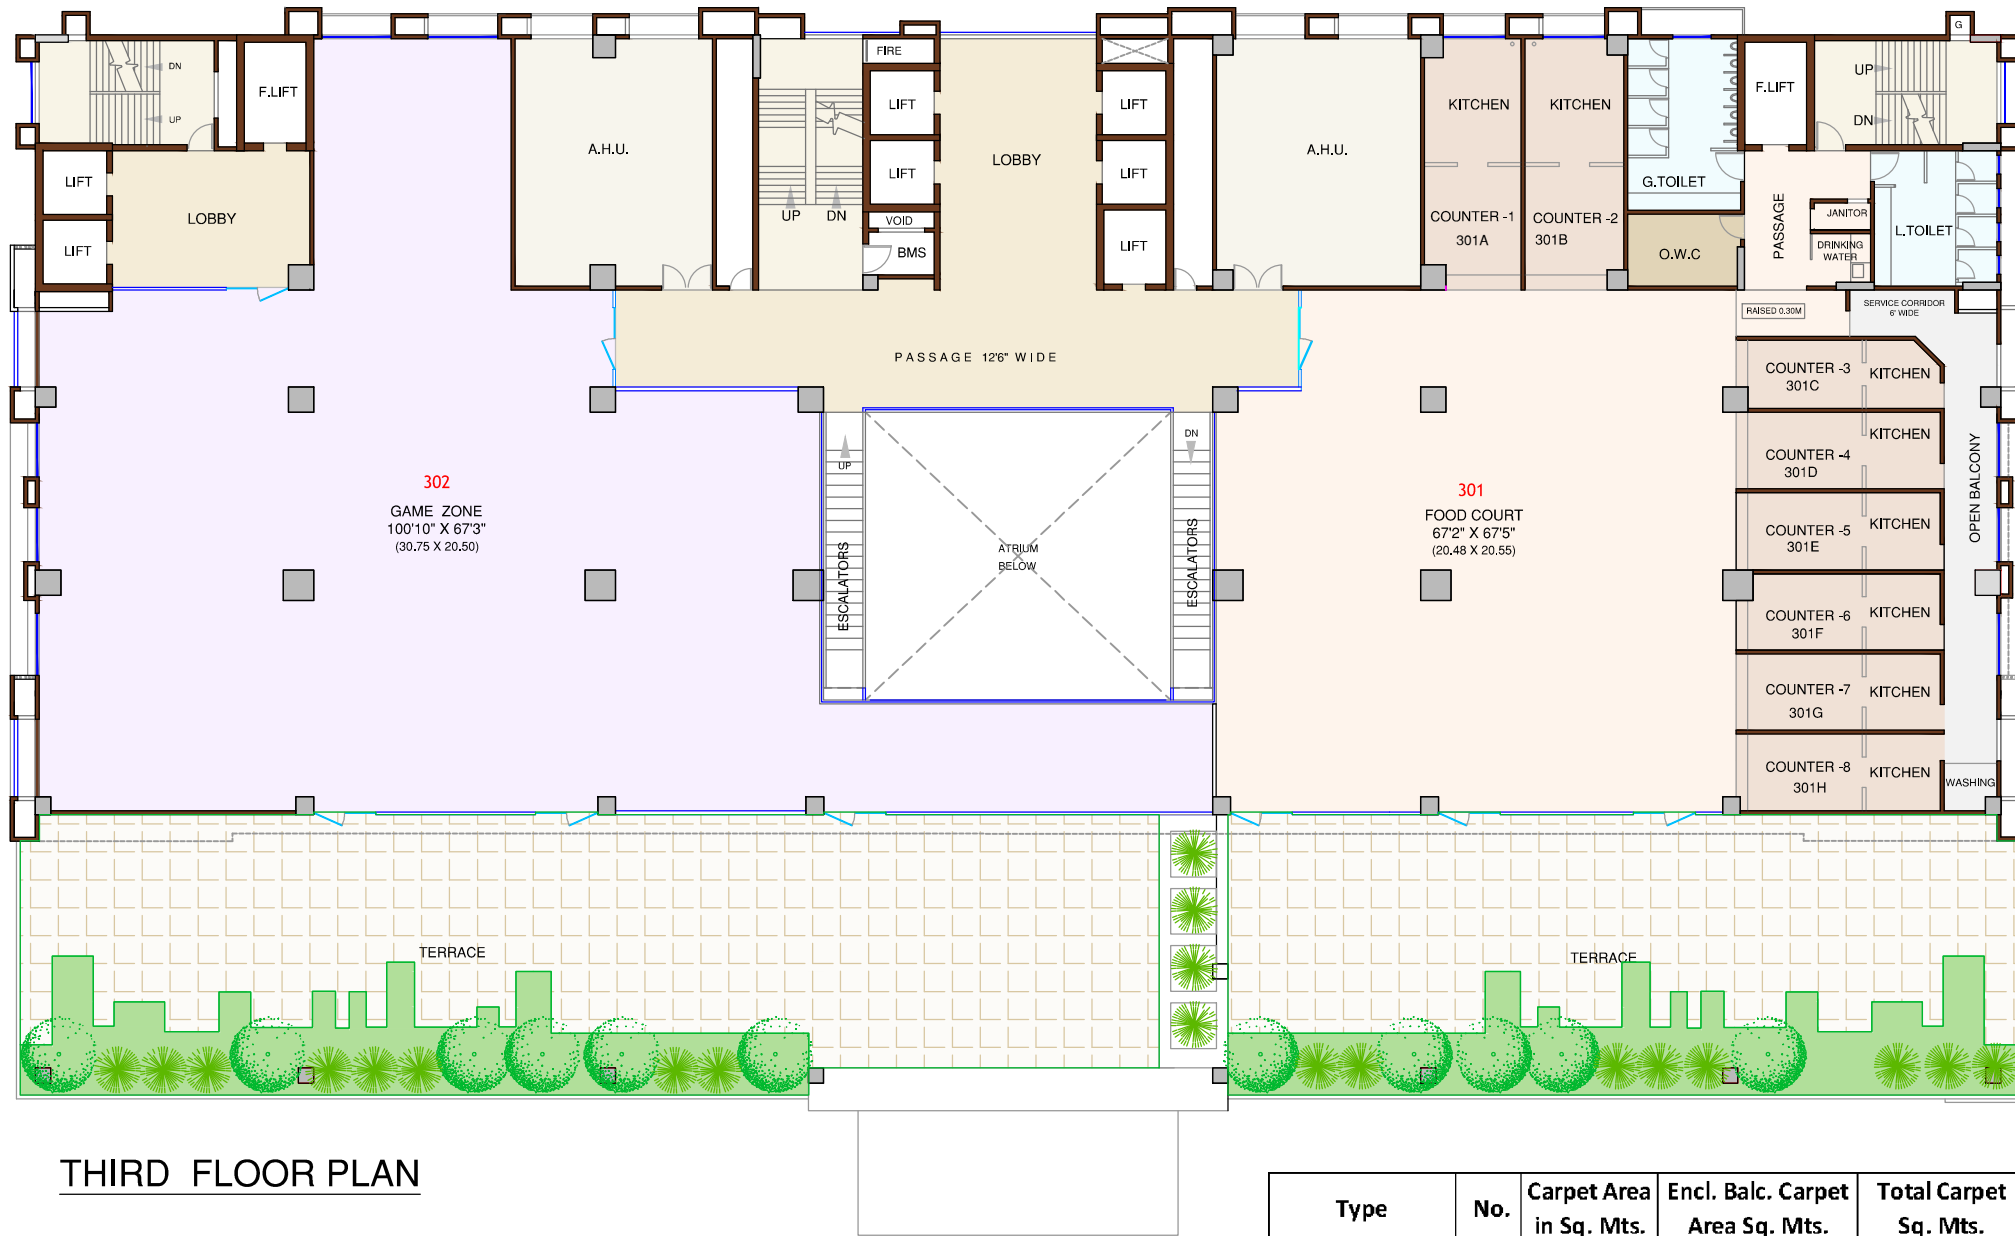 G
DN
UP
F.LIFT
LIFT
LIFT
LOBBY
A.H.U.
UP
DN
FIRE
LIFT
LIFT
VOID
BMS
LOBBY
LIFT
LIFT
LIFT
A.H.U.
KITCHEN
COUNTER -1
301A
KITCHEN
COUNTER -2
301B
G.TOILET
O.W.C
F.LIFT
UP
DN
PASSAGE
JANITOR
DRINKING
WATER
L.TOILET
RAISED 0.30M
SERVICE CORRIDOR
6' WIDE
PASSAGE 12'6" WIDE
COUNTER -3
301C
KITCHEN
COUNTER -4
301D
KITCHEN
COUNTER -5
301E
KITCHEN
COUNTER -6
301F
KITCHEN
COUNTER -7
301G
KITCHEN
COUNTER -8
301H
KITCHEN
OPEN BALCONY
WASHING
302
GAME ZONE
100'10" X 67'3"
(30.75 X 20.50)
UP
ESCALATORS
ATRIUM
BELOW
DN
ESCALATORS
301
FOOD COURT
67'2" X 67'5"
(20.48 X 20.55)
TERRACE
TERRACE
THIRD FLOOR PLAN
Type
No.
Carpet Area
in Sq. Mts.
Encl. Balc. Carpet
Area Sq. Mts.
Total Carpet
Sq. Mts.